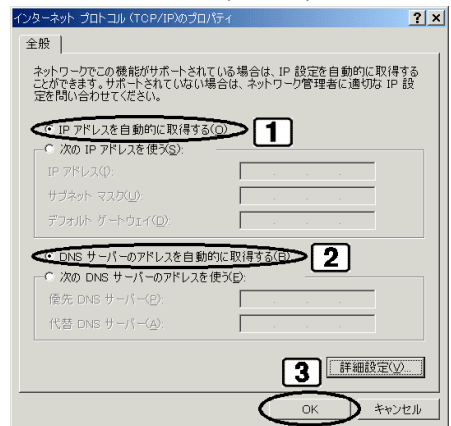 インターネット プロトコル (TCP/IP)のプロパティ
全般
ネットワークでこの機能がサポートされている場合は、IP 設定を自動的に取得する
ことができます。サポートされていない場合は、ネットワーク管理者に適切な IP 設
定を問い合わせてください。
IP アドレスを自動的に取得する(O)
1
次の IP アドレスを使う(S):
IP アドレス(I):
サブネット マスク(U):
デフォルト ゲートウェイ(D):
DNS サーバーのアドレスを自動的に取得する(B)
2
次の DNS サーバーのアドレスを使う(E):
優先 DNS サーバー(P):
代替 DNS サーバー(A):
3
詳細設定(V)...
OK
キャンセル